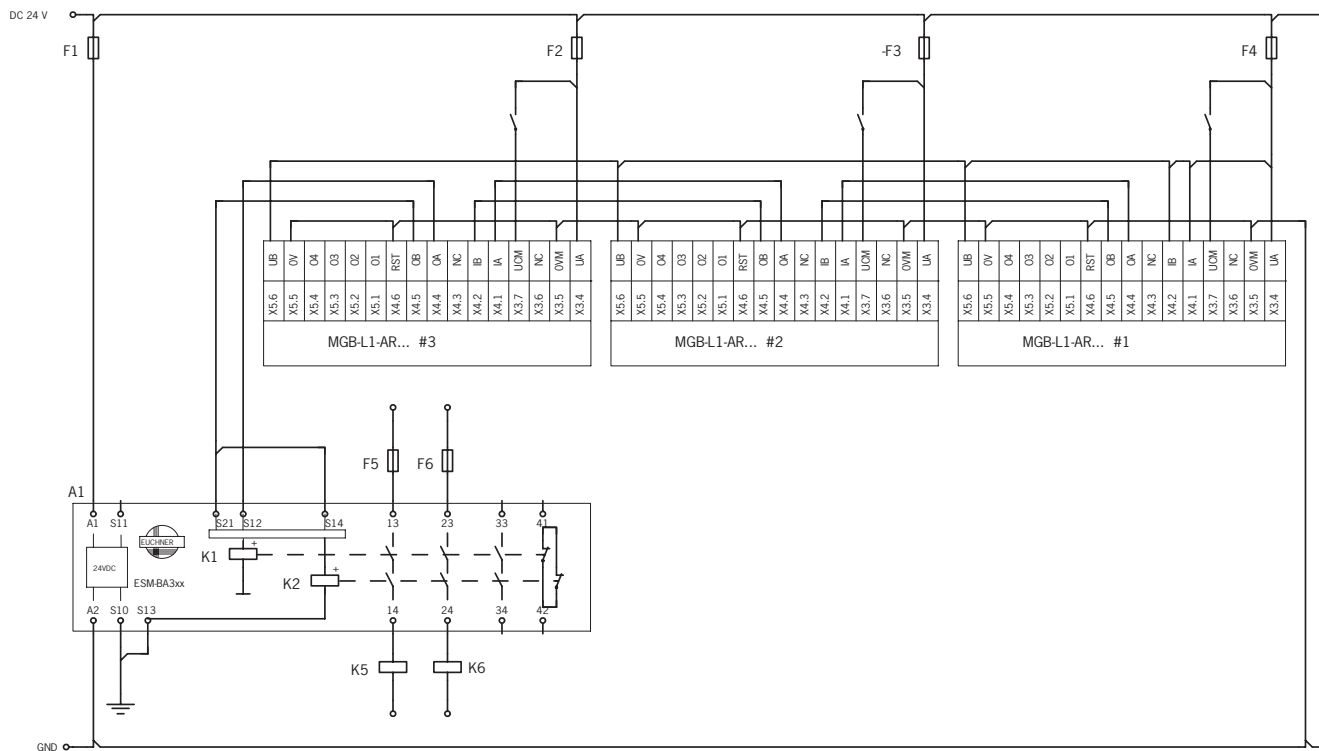 DC 24 V
F1
F2
-F3
F4
UB 0V O4 O3 O2 O1 RST OB OA NC IB IA UCM NC 0VM UA
X5.6 X5.5 X5.4 X5.3 X5.2 X5.1 X4.6 X4.5 X4.4 X4.3 X4.2 X4.1 X3.7 X3.6 X3.5 X3.4
MGB-L1-AR... #3
UB 0V O4 O3 O2 O1 RST OB OA NC IB IA UCM NC 0VM UA
X5.6 X5.5 X5.4 X5.3 X5.2 X5.1 X4.6 X4.5 X4.4 X4.3 X4.2 X4.1 X3.7 X3.6 X3.5 X3.4
MGB-L1-AR... #2
UB 0V O4 O3 O2 O1 RST OB OA NC IB IA UCM NC 0VM UA
X5.6 X5.5 X5.4 X5.3 X5.2 X5.1 X4.6 X4.5 X4.4 X4.3 X4.2 X4.1 X3.7 X3.6 X3.5 X3.4
MGB-L1-AR... #1
F5
F6
A1
A1 S11 S21 S12 S14 13 23 33 41
EUCHNER
K1
+
24VDC
ESM-BA3xx
K2
+
A2 S10 S13 14 24 34 42
K5
K6
GND